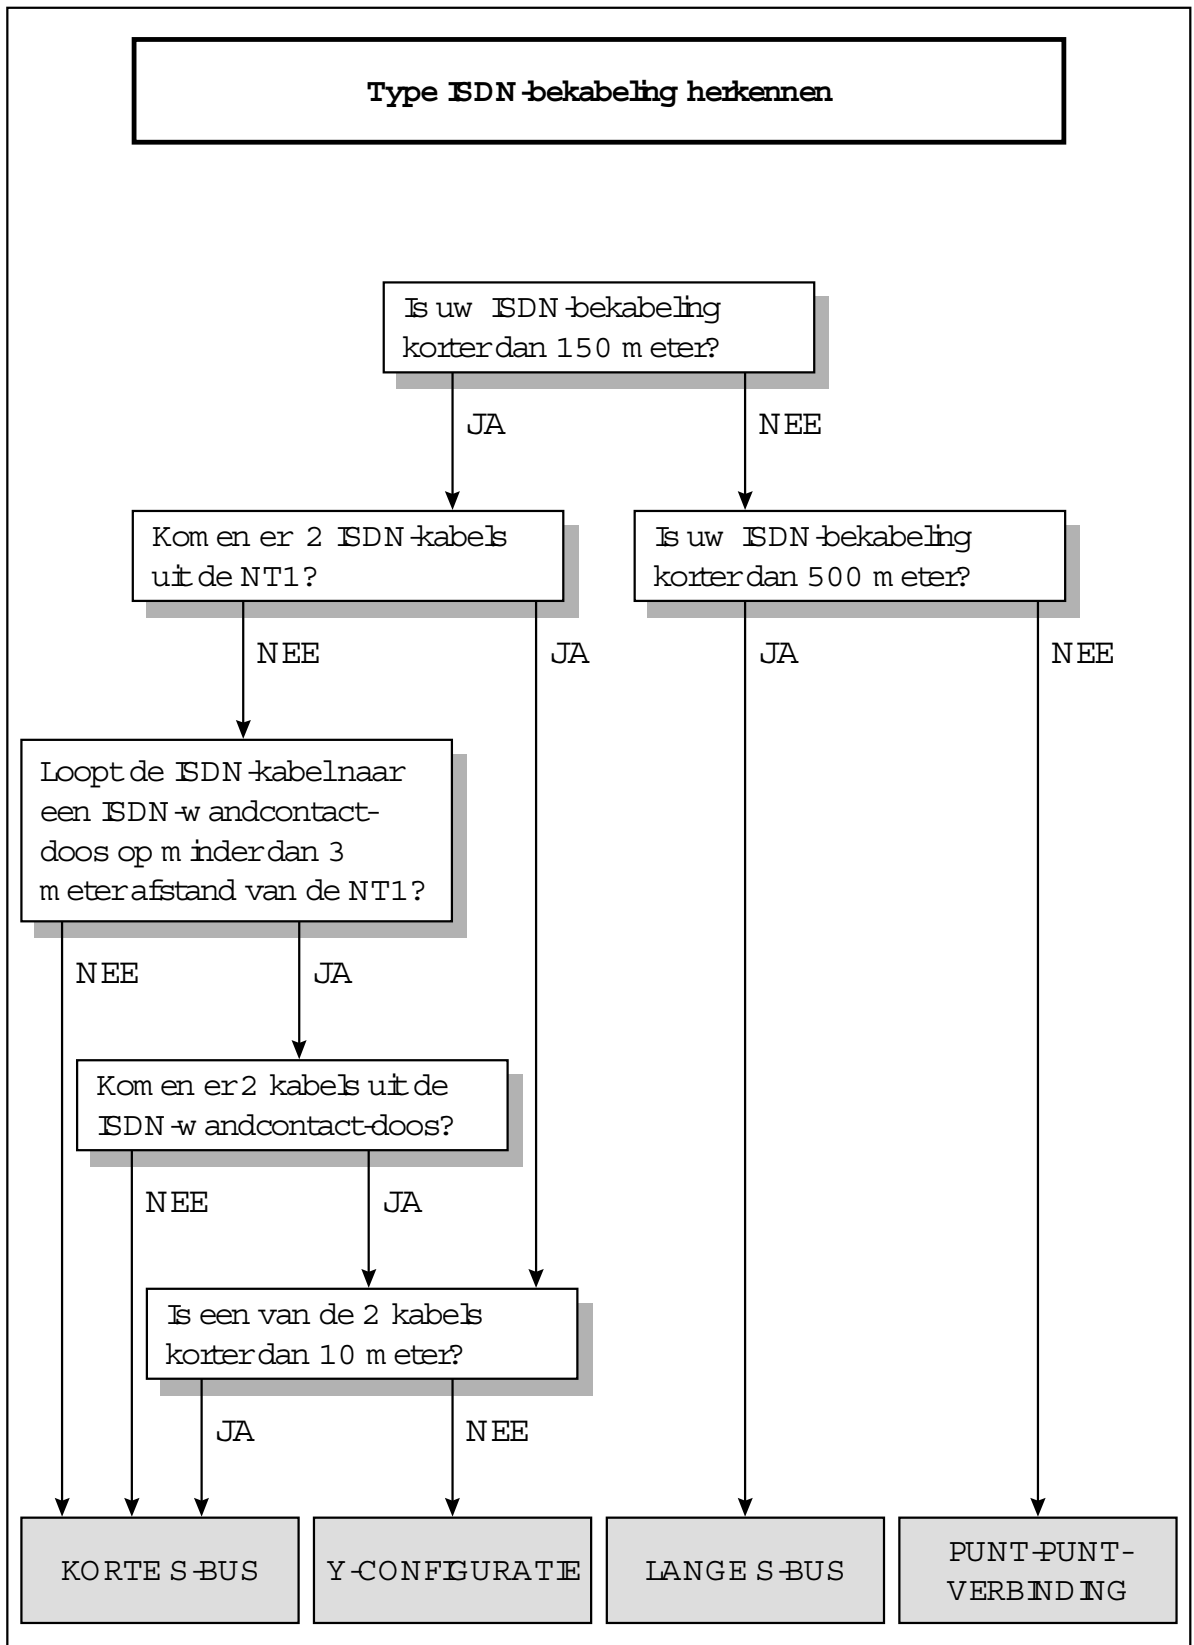 Type ISDN-bekabeling herkennen
Is uw ISDN-bekabeling
korter dan 150 meter?
JA
NEE
Komen er 2 ISDN-kabels
uit de NT1?
Is uw ISDN-bekabeling
korter dan 500 meter?
NEE
JA
JA
NEE
Loopt de ISDN-kabel naar
een ISDN-wandcontact-
doos op minder dan 3
meter afstand van de NT1?
NEE
JA
Komen er 2 kabels uit de
ISDN-wandcontact-doos?
NEE
JA
Is een van de 2 kabels
korter dan 10 meter?
JA
NEE
KORTE S-BUS
Y-CONFIGURATIE
LANGE S-BUS
PUNT-PUNT-
VERBINDING